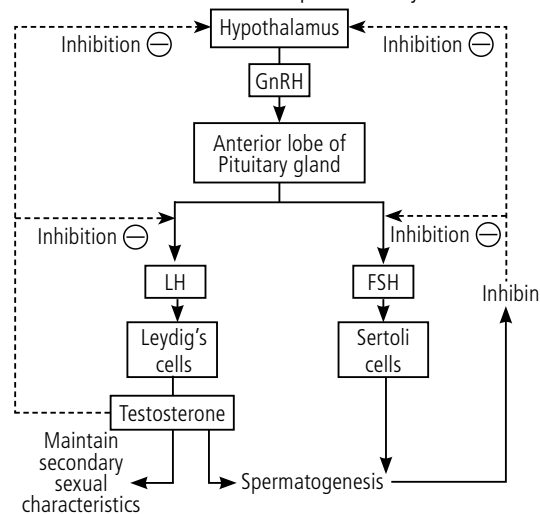 Hypothalamus
Inhibition
Inhibition
GnRH
Anterior lobe of
Pituitary gland
Inhibition
Inhibition
LH
FSH
Inhibin
Leydig's
cells
Sertoli
cells
Testosterone
Maintain
secondary
sexual
characteristics
Spermatogenesis